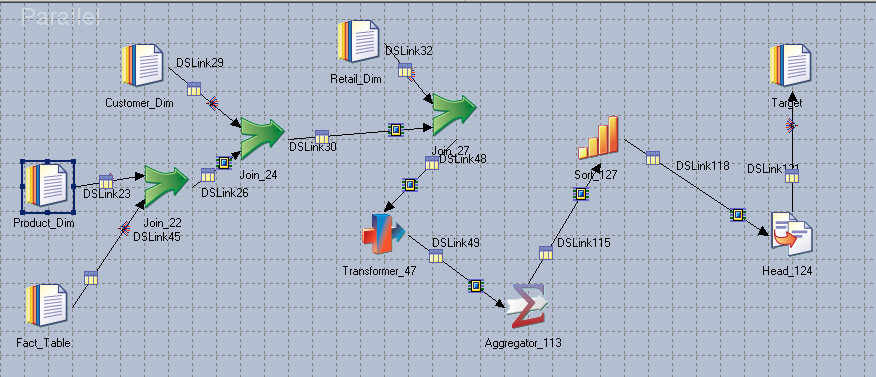 Parallel
DSLink29
DSLink32
Customer_Dim
Retail_Dim
Target
DSLink30
Join_27
DSLink48
Join_24
Sort_127
DSLink118
DSLink121
DSLink23
DSLink26
Product_Dim
Join_22
DSLink45
DSLink49
DSLink115
Transformer_47
Head_124
Fact_Table
Aggregator_113